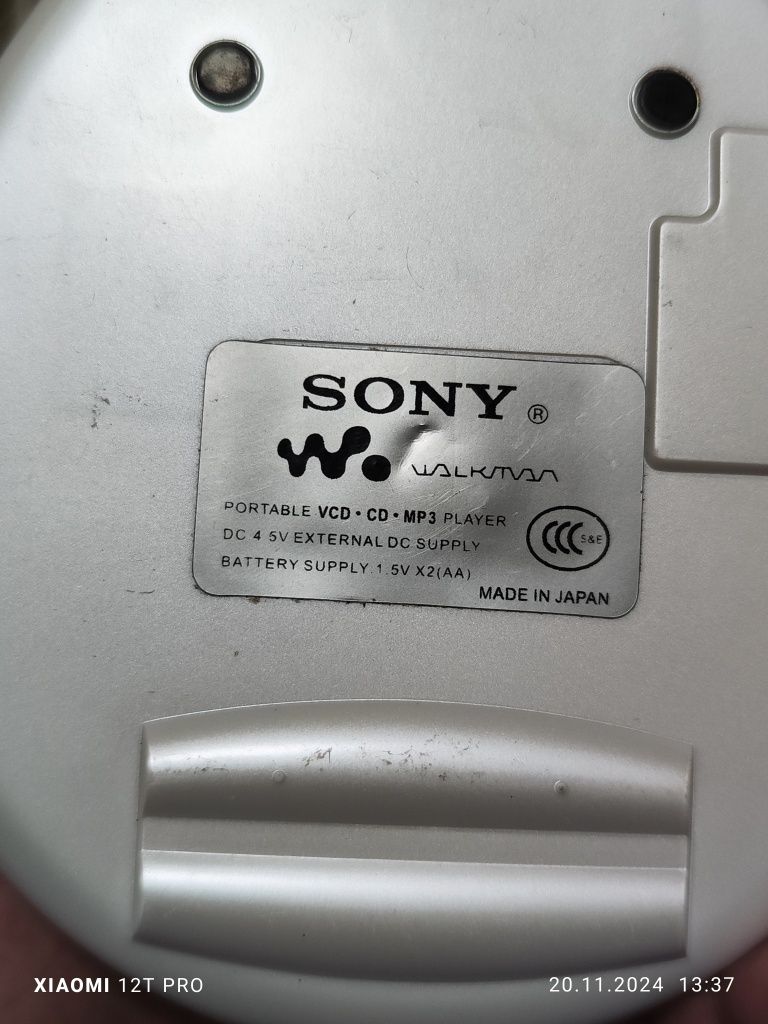 SONY ®
W. WALKMAN
PORTABLE VCD • CD • MP3 PLAYER
DC 4 5V EXTERNAL DC SUPPLY
CCC S&E
BATTERY SUPPLY.1.5V X2(AA)
MADE IN JAPAN
XIAOMI 12T PRO
20.11.2024 13:37